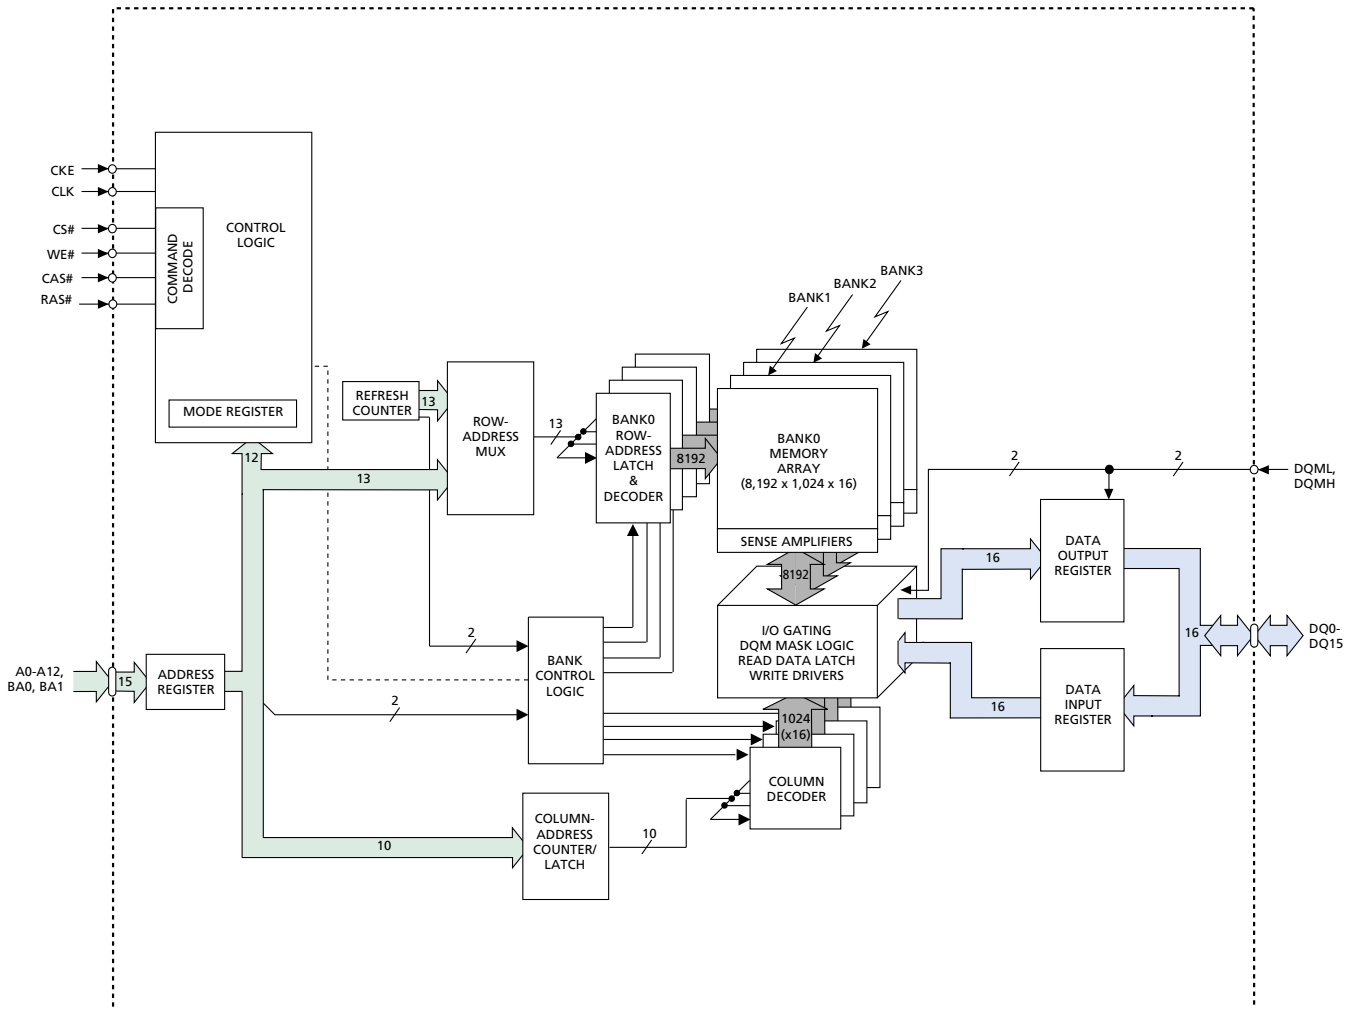 CKE
CLK
CS#
WE#
CAS#
RAS#
COMMAND
DECODE
CONTROL
LOGIC
MODE REGISTER
12
BANK1
BANK2
BANK3
REFRESH
COUNTER
13
13
ROW-
ADDRESS
MUX
13
BANK0
ROW-
ADDRESS
LATCH
&
DECODER
8192
BANK0
MEMORY
ARRAY
(8,192 x 1,024 x 16)
SENSE AMPLIFIERS
8192
2
2
DQML,
DQMH
DATA
OUTPUT
REGISTER
16
16
DQ0-
DQ15
16
DATA
INPUT
REGISTER
I/O GATING
DQM MASK LOGIC
READ DATA LATCH
WRITE DRIVERS
A0-A12,
BA0, BA1
15
ADDRESS
REGISTER
2
2
BANK
CONTROL
LOGIC
1024
(x16)
COLUMN
DECODER
10
COLUMN-
ADDRESS
COUNTER/
LATCH
10